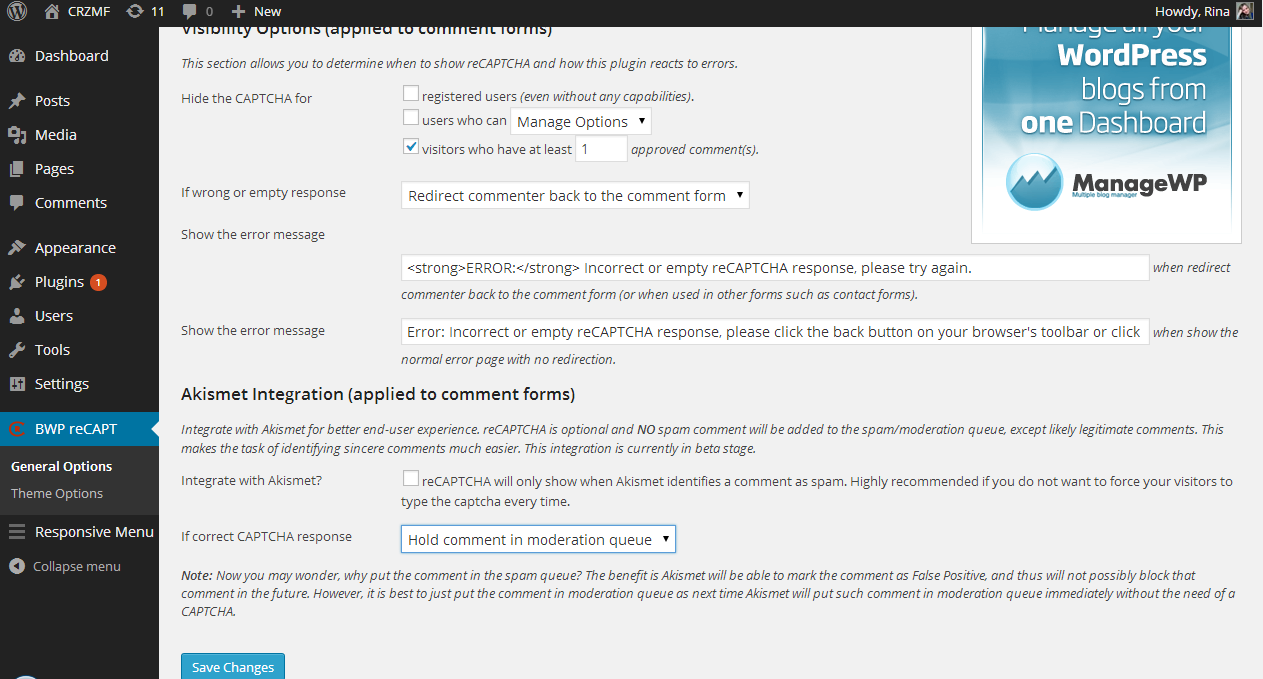 CRZMF 11 0 New
Howdy, Rina
Dashboard
Posts
Media
Pages
Comments
Appearance
Plugins 1
Users
Tools
Settings
BWP reCAPT
General Options
Theme Options
Responsive Menu
Collapse menu
Visibility Options (applied to comment forms)
This section allows you to determine when to show reCAPTCHA and how this plugin reacts to errors.
Hide the CAPTCHA for
registered users (even without any capabilities).
users who can Manage Options
visitors who have at least 1 approved comment(s).
If wrong or empty response
Redirect commenter back to the comment form
Show the error message
<strong>ERROR:</strong> Incorrect or empty reCAPTCHA response, please try again. when redirect
commenter back to the comment form (or when used in other forms such as contact forms).
Show the error message
Error: Incorrect or empty reCAPTCHA response, please click the back button on your browser's toolbar or click when show the
normal error page with no redirection.
Akismet Integration (applied to comment forms)
Integrate with Akismet for better end-user experience. reCAPTCHA is optional and NO spam comment will be added to the spam/moderation queue, except likely legitimate comments. This
makes the task of identifying sincere comments much easier. This integration is currently in beta stage.
Integrate with Akismet?
reCAPTCHA will only show when Akismet identifies a comment as spam. Highly recommended if you do not want to force your visitors to
type the captcha every time.
If correct CAPTCHA response
Hold comment in moderation queue
Note: Now you may wonder, why put the comment in the spam queue? The benefit is Akismet will be able to mark the comment as False Positive, and thus will not possibly block that
comment in the future. However, it is best to just put the comment in moderation queue as next time Akismet will put such comment in moderation queue immediately without the need of a
CAPTCHA.
Save Changes
Manage all your
WordPress
blogs from
one Dashboard
ManageWP
Multiple blog manager